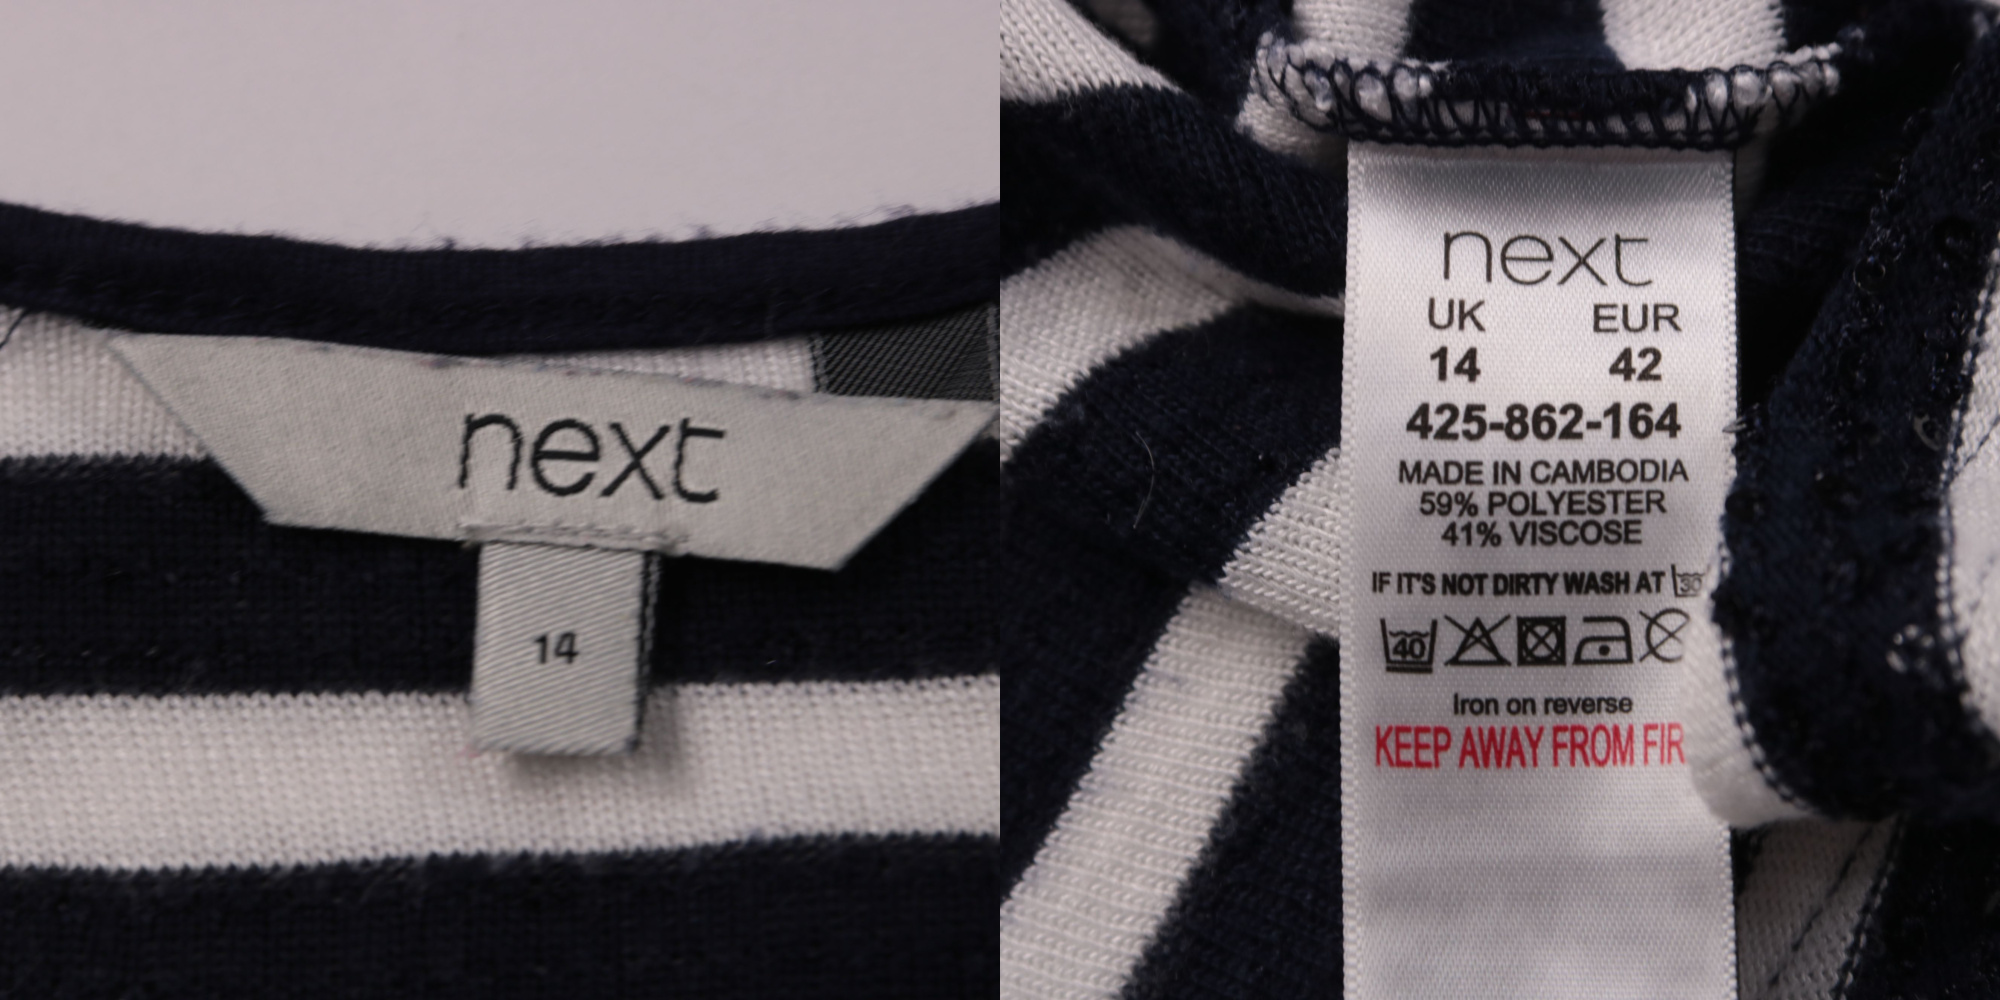 next
14
next
UK EUR
14 42
425-862-164
MADE IN CAMBODIA
59% POLYESTER
41% VISCOSE
IF IT'S NOT DIRTY WASH AT 30
40
Iron on reverse
KEEP AWAY FROM FIR